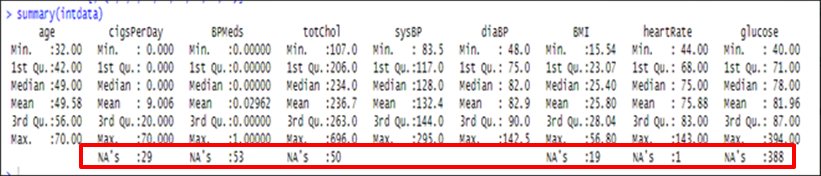 > summary(intdata)
age cigsPerDay BPMeds totChol sysBP diaBP BMI heartRate glucose
Min. :32.00 Min. : 0.000 Min. :0.00000 Min. :107.0 Min. : 83.5 Min. : 48.0 Min. :15.54 Min. : 44.00 Min. : 40.00
1st Qu.:42.00 1st Qu.: 0.000 1st Qu.:0.00000 1st Qu.:206.0 1st Qu.:117.0 1st Qu.: 75.0 1st Qu.:23.07 1st Qu.: 68.00 1st Qu.: 71.00
Median :49.00 Median : 0.000 Median :0.00000 Median :234.0 Median :128.0 Median : 82.0 Median :25.40 Median : 75.00 Median : 78.00
Mean :49.58 Mean : 9.006 Mean :0.02962 Mean :236.7 Mean :132.4 Mean : 82.9 Mean :25.80 Mean : 75.88 Mean : 81.96
3rd Qu.:56.00 3rd Qu.:20.000 3rd Qu.:0.00000 3rd Qu.:263.0 3rd Qu.:144.0 3rd Qu.: 90.0 3rd Qu.:28.04 3rd Qu.: 83.00 3rd Qu.: 87.00
Max. :70.00 Max. :70.000 Max. :1.00000 Max. :696.0 Max. :295.0 Max. :142.5 Max. :56.80 Max. :143.00 Max. :394.00
NA's :29 NA's :53 NA's :50 NA's :19 NA's :1 NA's :388
>